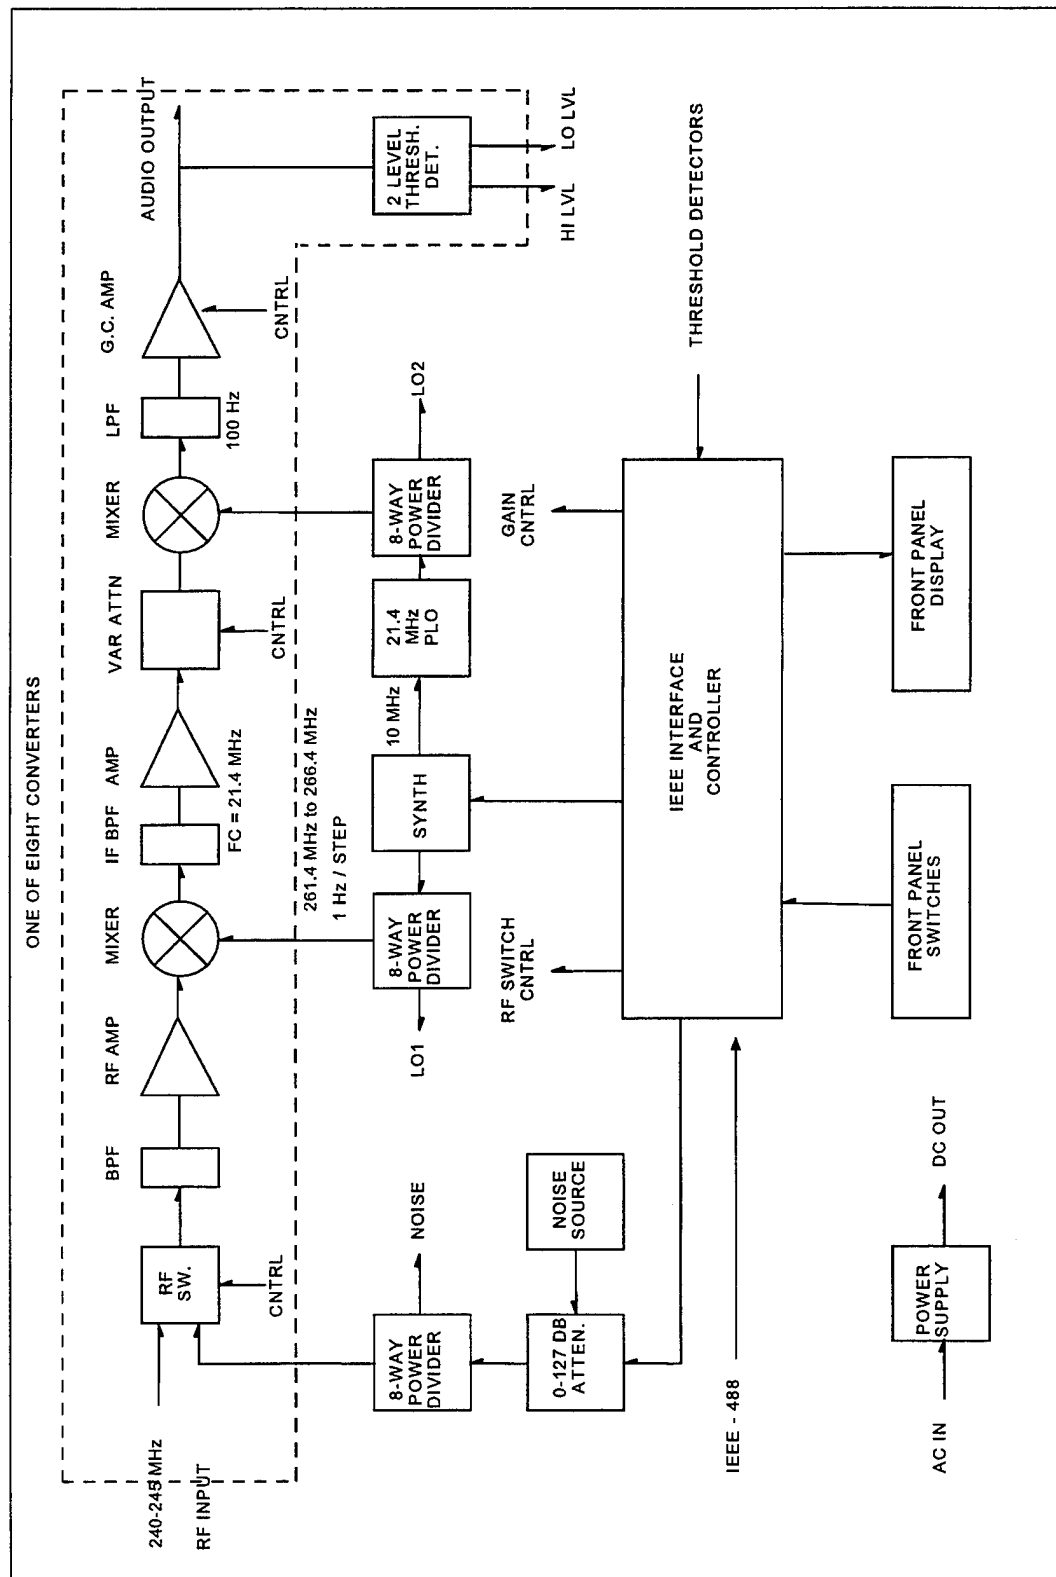 ONE OF EIGHT CONVERTERS
240-245 MHz
RF INPUT
RF
SW.
CNTRL
BPF
RF AMP
MIXER
IF BPF
FC = 21.4 MHz
AMP
VAR ATTN
CNTRL
MIXER
LPF
100 Hz
G.C. AMP
CNTRL
AUDIO OUTPUT
2 LEVEL
THRESH.
DET.
HI LVL
LO LVL
261.4 MHz to 266.4 MHz
1 Hz / STEP
8-WAY
POWER
DIVIDER
NOISE
LO1
8-WAY
POWER
DIVIDER
SYNTH
10 MHz
21.4
MHz
PLO
8-WAY
POWER
DIVIDER
LO2
0-127 DB
ATTEN.
NOISE
SOURCE
RF SWITCH
CNTRL
GAIN
CNTRL
IEEE INTERFACE
AND
CONTROLLER
THRESHOLD DETECTORS
IEEE - 488
AC IN
POWER
SUPPLY
DC OUT
FRONT PANEL
SWITCHES
FRONT PANEL
DISPLAY